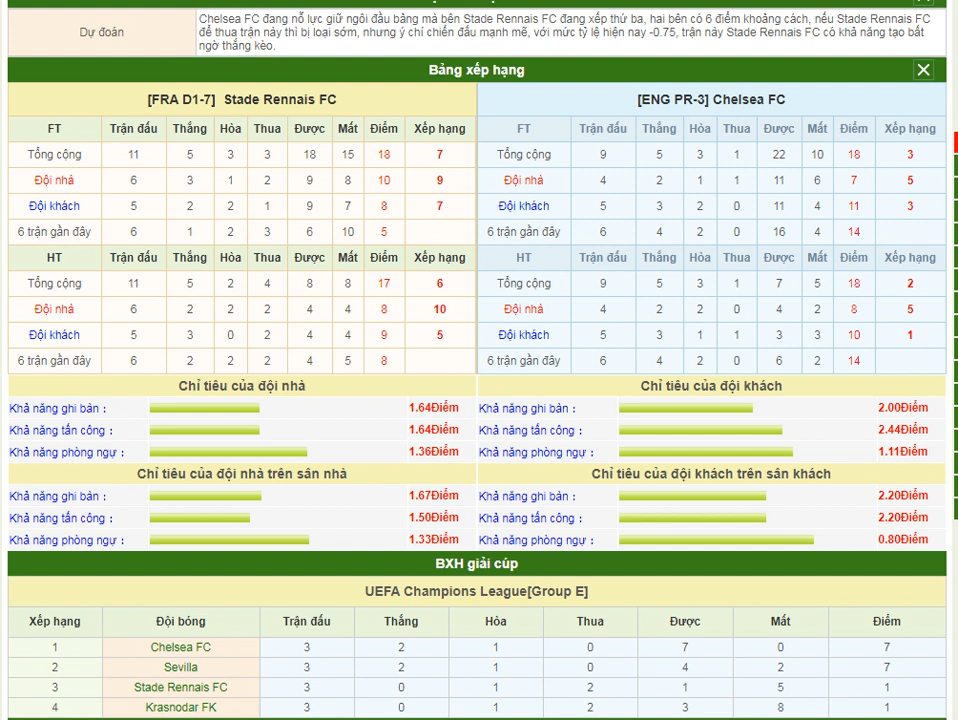 Dự đoán
Chelsea FC đang nỗ lực giữ ngôi đầu bảng mà bên Stade Rennais FC đang xếp thứ ba, hai bên có 6 điểm khoảng cách, nếu Stade Rennais FC
để thua trận này thì bị loại sớm, nhưng ý chí chiến đấu mạnh mẽ, với mức tỷ lệ hiện nay -0.75, trận này Stade Rennais FC có khả năng tạo bất
ngờ thắng kèo.
Bảng xếp hạng
[FRA D1-7] Stade Rennais FC [ENG PR-3] Chelsea FC
FT Trận đấu Thắng Hòa Thua Được Mất Điểm Xếp hạng FT Trận đấu Thắng Hòa Thua Được Mất Điểm Xếp hạng
Tổng cộng 11 5 3 3 18 15 18 7 Tổng cộng 9 5 3 1 22 10 18 3
Đội nhà 6 3 1 2 9 8 10 9 Đội nhà 4 2 1 1 11 6 7 5
Đội khách 5 2 2 1 9 7 8 7 Đội khách 5 3 2 0 11 4 11 3
6 trận gần đây 6 1 2 3 6 10 5 6 trận gần đây 6 4 2 0 16 4 14
HT Trận đấu Thắng Hòa Thua Được Mất Điểm Xếp hạng HT Trận đấu Thắng Hòa Thua Được Mất Điểm Xếp hạng
Tổng cộng 11 5 2 4 8 8 17 6 Tổng cộng 9 5 3 1 7 5 18 2
Đội nhà 6 2 2 2 4 4 8 10 Đội nhà 4 2 2 0 4 2 8 5
Đội khách 5 3 0 2 4 4 9 5 Đội khách 5 3 1 1 3 3 10 1
6 trận gần đây 6 2 2 2 4 5 8 6 trận gần đây 6 4 2 0 6 2 14
Chỉ tiêu của đội nhà Chỉ tiêu của đội khách
Khả năng ghi bàn : 1.64Điểm Khả năng ghi bàn : 2.00Điểm
Khả năng tấn công : 1.64Điểm Khả năng tấn công : 2.44Điểm
Khả năng phòng ngự : 1.36Điểm Khả năng phòng ngự : 1.11Điểm
Chỉ tiêu của đội nhà trên sân nhà Chỉ tiêu của đội khách trên sân khách
Khả năng ghi bàn : 1.67Điểm Khả năng ghi bàn : 2.20Điểm
Khả năng tấn công : 1.50Điểm Khả năng tấn công : 2.20Điểm
Khả năng phòng ngự : 1.33Điểm Khả năng phòng ngự : 0.80Điểm
BXH giải cúp
UEFA Champions League[Group E]
Xếp hạng Đội bóng Trận đấu Thắng Hòa Thua Được Mất Điểm
1 Chelsea FC 3 2 1 0 7 0 7
2 Sevilla 3 2 1 0 4 2 7
3 Stade Rennais FC 3 0 1 2 1 5 1
4 Krasnodar FK 3 0 1 2 3 8 1